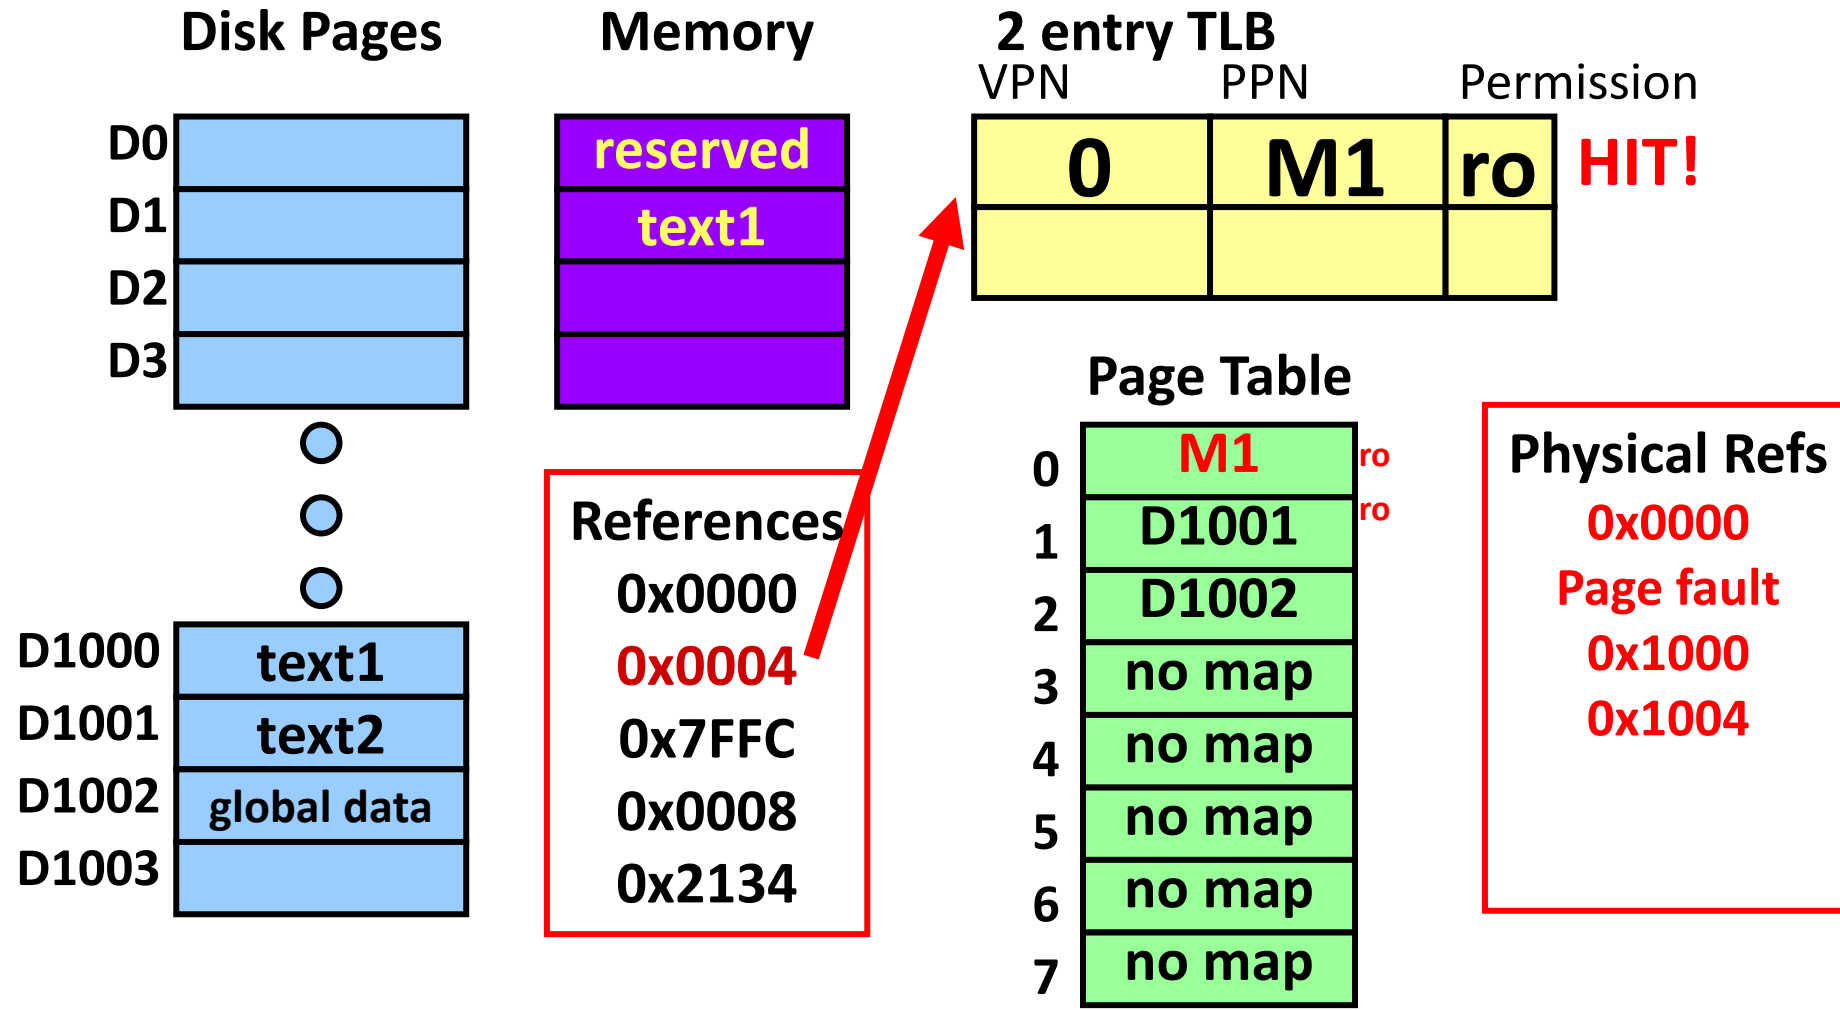 Disk Pages
D0
D1
D2
D3
D1000
text1
D1001
text2
D1002
global data
D1003
Memory
reserved
text1
References
0x0000
0x0004
0x7FFC
0x0008
0x2134
2 entry TLB
VPN PPN Permission
0 M1 ro HIT!
Page Table
0 M1 ro
1 D1001 ro
2 D1002
3 no map
4 no map
5 no map
6 no map
7 no map
Physical Refs
0x0000
Page fault
0x1000
0x1004